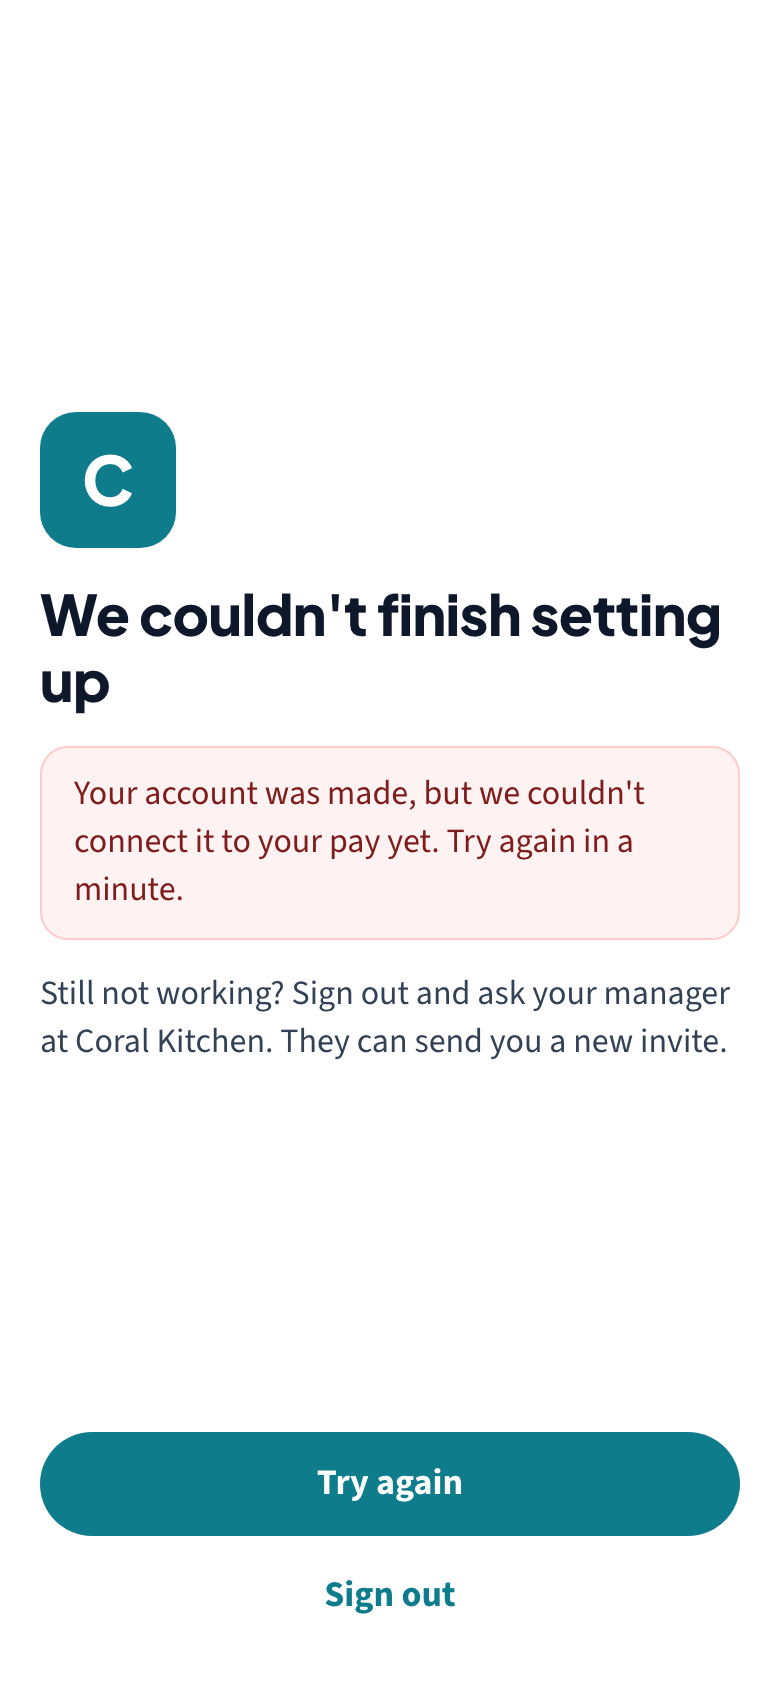 C
We couldn't finish setting
up
Your account was made, but we couldn't
connect it to your pay yet. Try again in a
minute.
Still not working? Sign out and ask your manager
at Coral Kitchen. They can send you a new invite.
Try again
Sign out